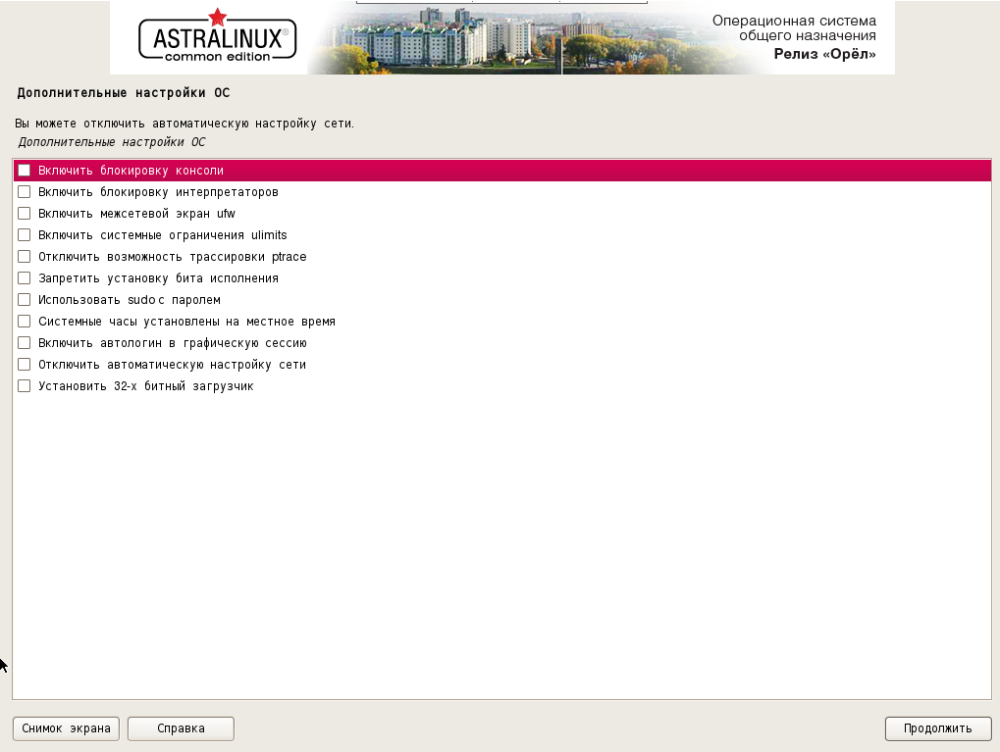 ASTRALINUX®
common edition
Операционная система
общего назначения
Релиз «Орёл»
Дополнительные настройки ОС
Вы можете отключить автоматическую настройку сети.
Дополнительные настройки ОС
Включить блокировку консоли
Включить блокировку интерпретаторов
Включить межсетевой экран ufw
Включить системные ограничения ulimits
Отключить возможность трассировки ptrace
Запретить установку бита исполнения
Использовать sudo с паролем
Системные часы установлены на местное время
Включить автологин в графическую сессию
Отключить автоматическую настройку сети
Установить 32-х битный загрузчик
Снимок экрана
Справка
Продолжить